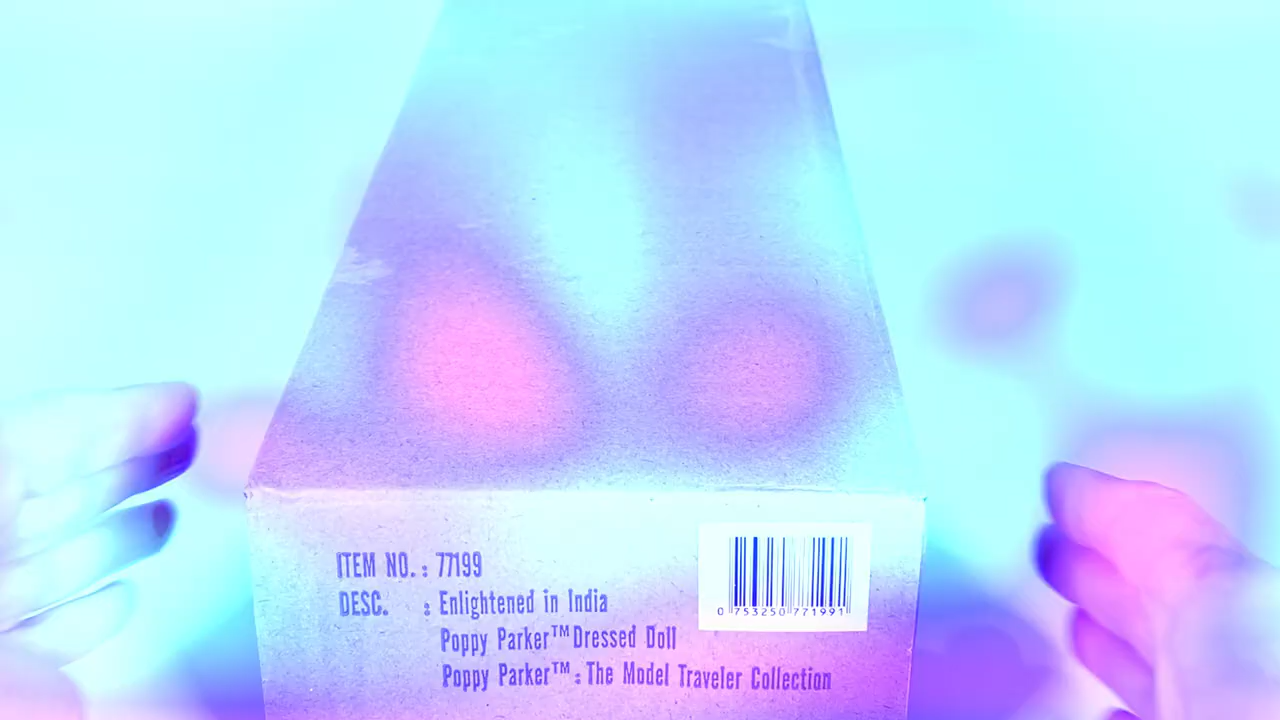 ITEM NO. : 77199
DESC. : Enlightened in India
Poppy Parker™ Dressed Doll
Poppy Parker™ : The Model Traveler Collection
0 753250 771991